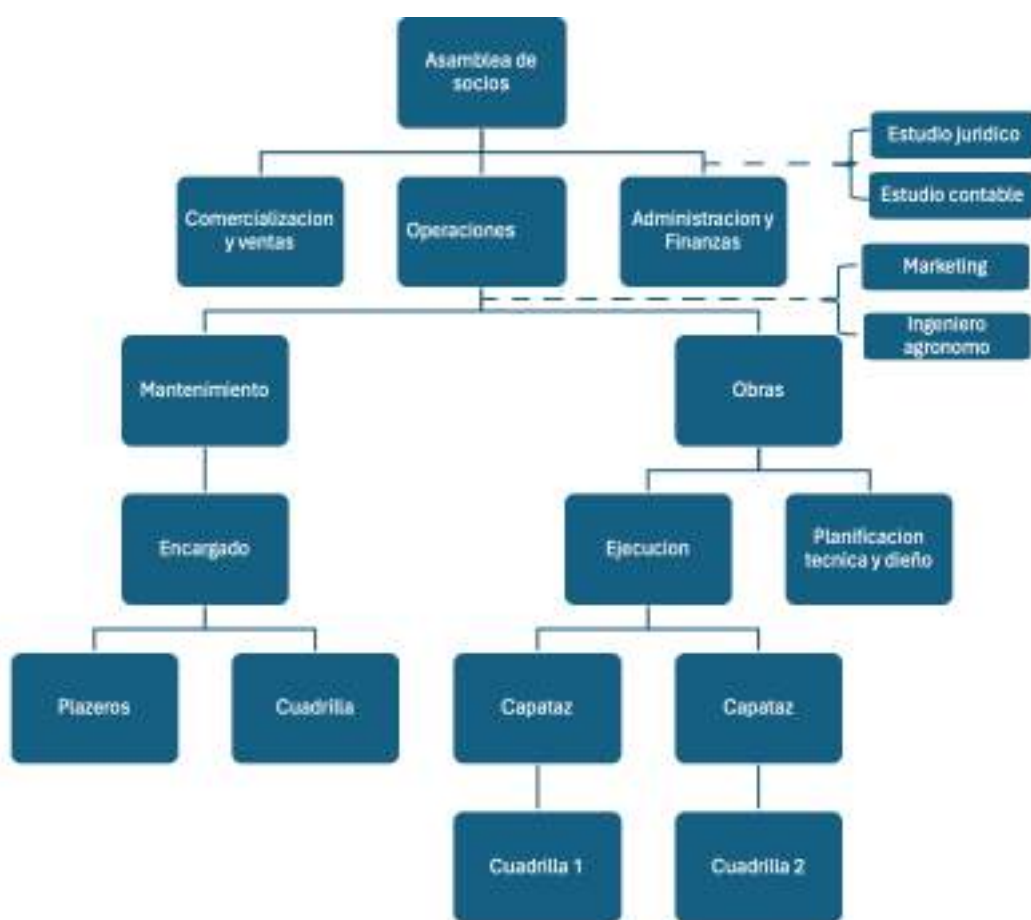 Asamblea de
socios
Estudio juridico
Estudio contable
Comercializacion
y ventas
Operaciones
Administracion y
Finanzas
Marketing
Ingeniero
agronomo
Mantenimiento
Obras
Encargado
Ejecucion
Planificacion
tecnica y dieño
Plazeros
Cuadrilla
Capataz
Capataz
Cuadrilla 1
Cuadrilla 2